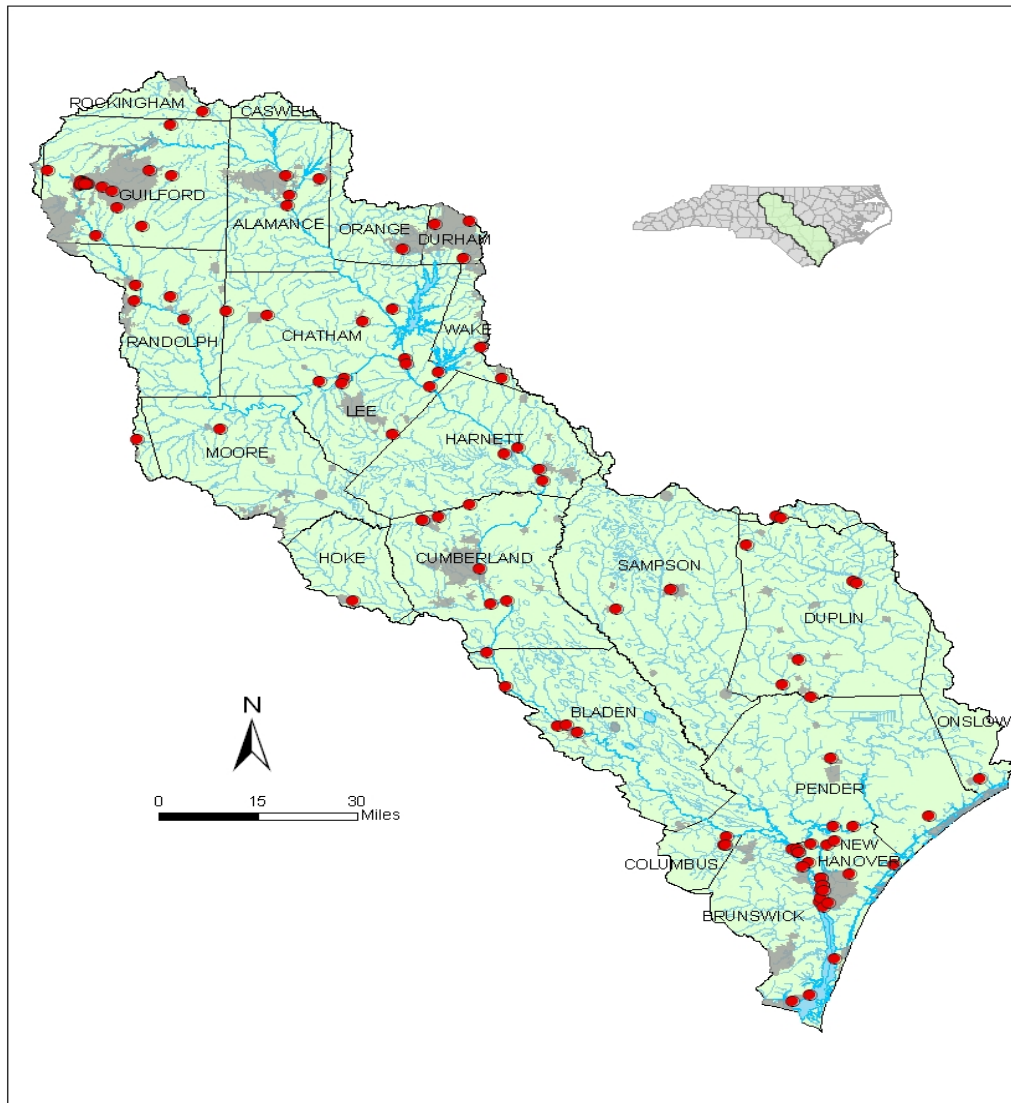 ROCKINGHAM
CASWELL
GUILFORD
ALAMANCE
ORANGE
DURHAM
WAKE
CHATHAM
RANDOLPH
LEE
HARNETT
MOORE
HOKE
CUMBERLAND
SAMPSON
DUPLIN
N
BLADEN
ONSLOW
PENDER
0 15 30
Miles
COLUMBUS
NEW
HANOVER
BRUNSWICK